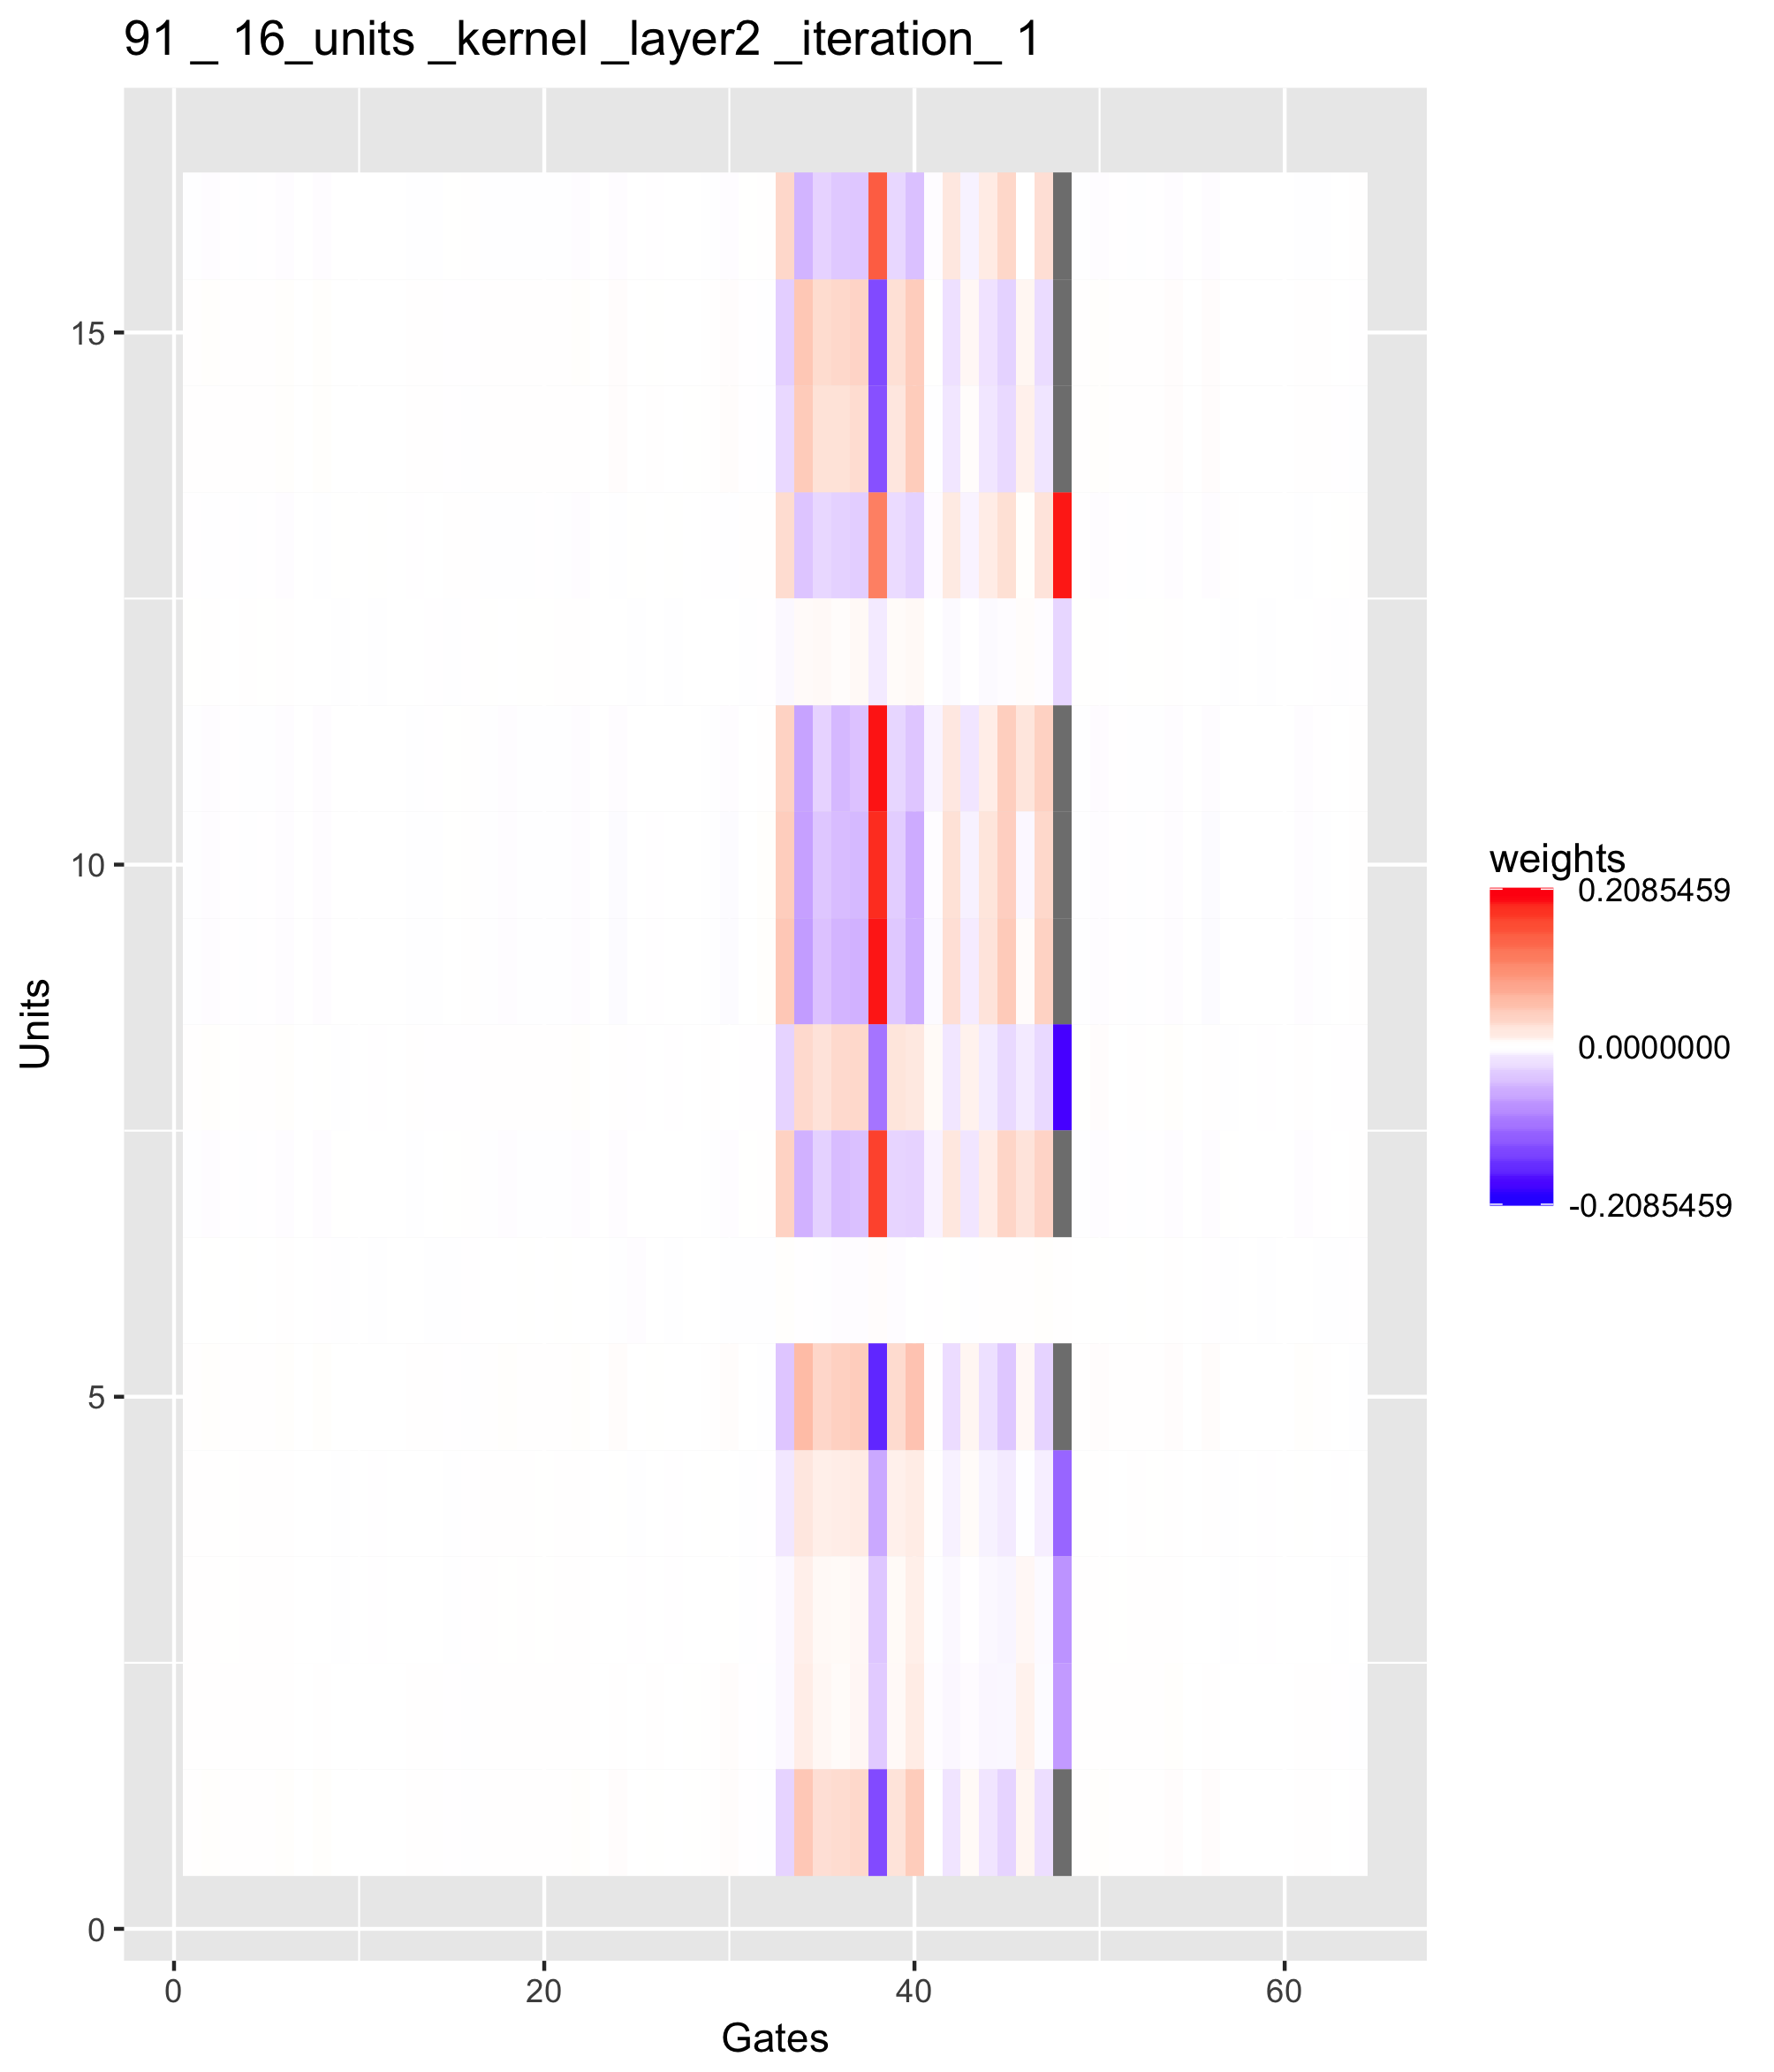 91 _ 16_units _kernel _layer2 _iteration_ 1
15
10
5
0
Units
0 20 40 60
Gates
weights
0.2085459
0.0000000
-0.2085459